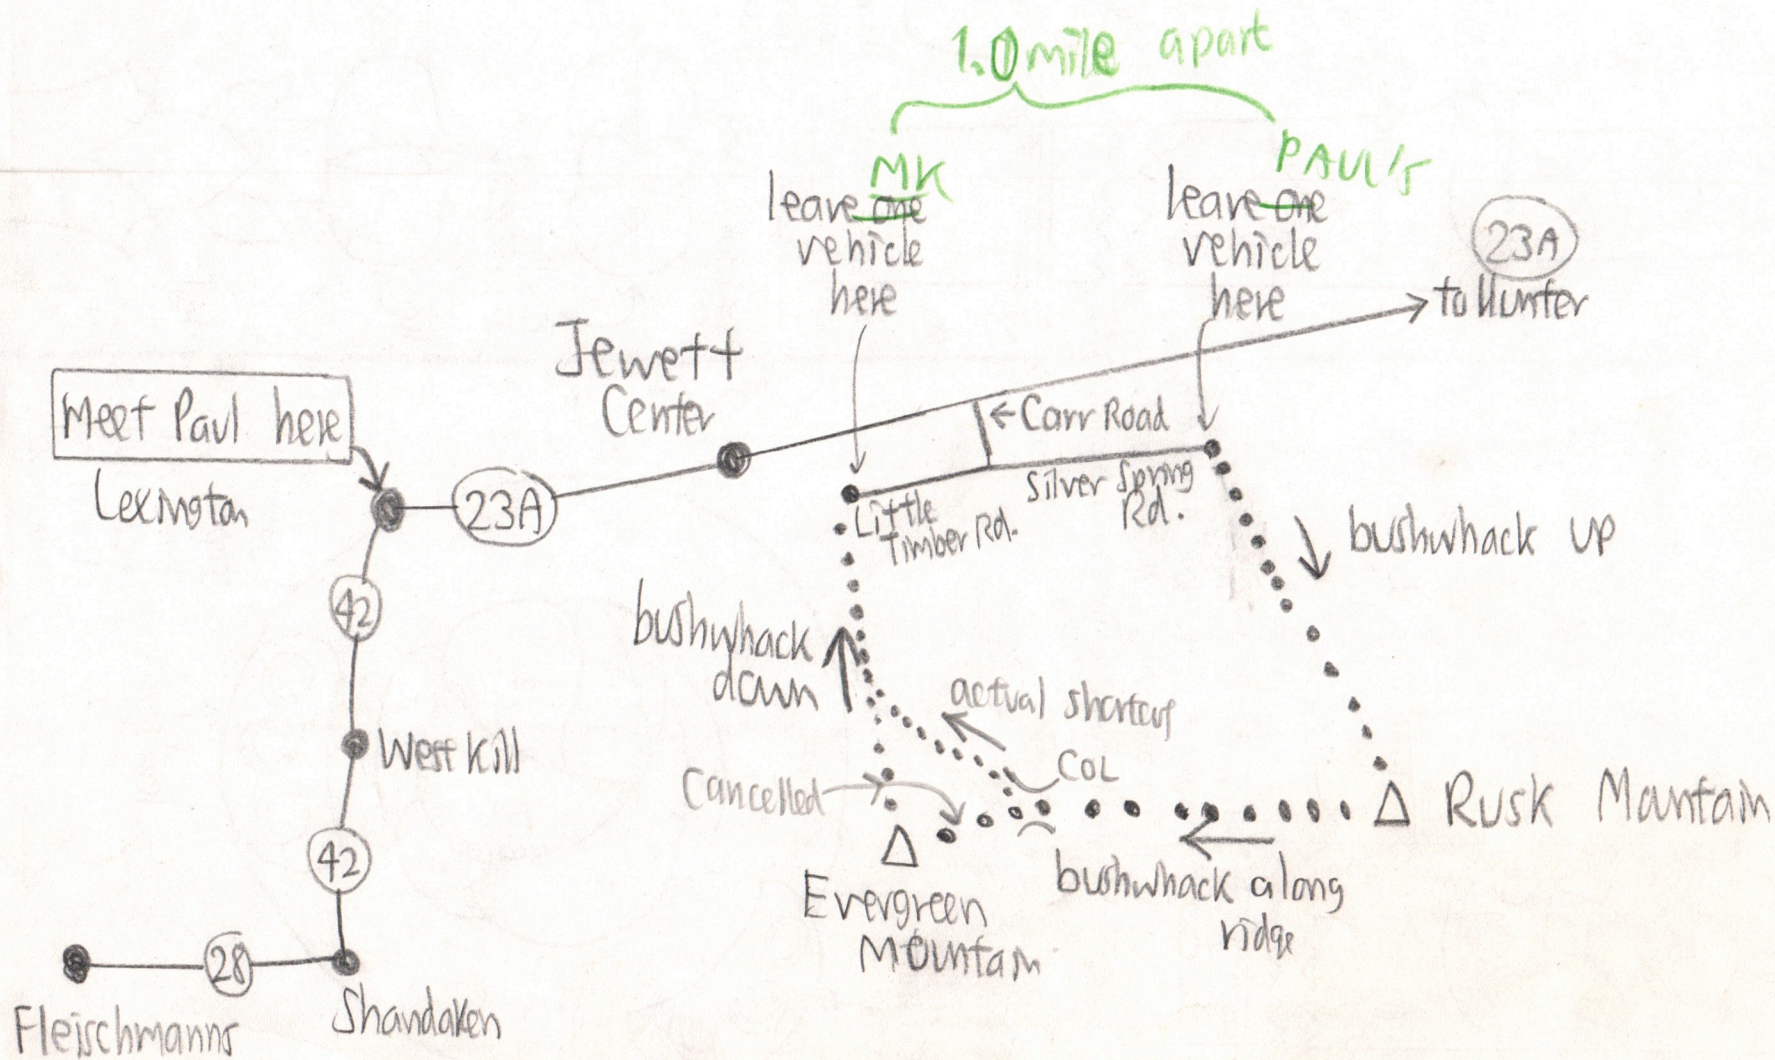 1.0 mile apart
MK
PAUL's
leave one
vehicle
here
leave one
vehicle
here
23A
to Hunter
Jewett
Center
Meet Paul here
Lexington
23A
← Carr Road
Silver Spring
Rd.
Little
Timber Rd.
bushwhack up
42
bushwhack
down
actual shortcut
West Kill
COL
Cancelled
Rusk Mountain
42
bushwhack along
ridge
Evergreen
Mountain
28
Shandaken
Fleischmanns